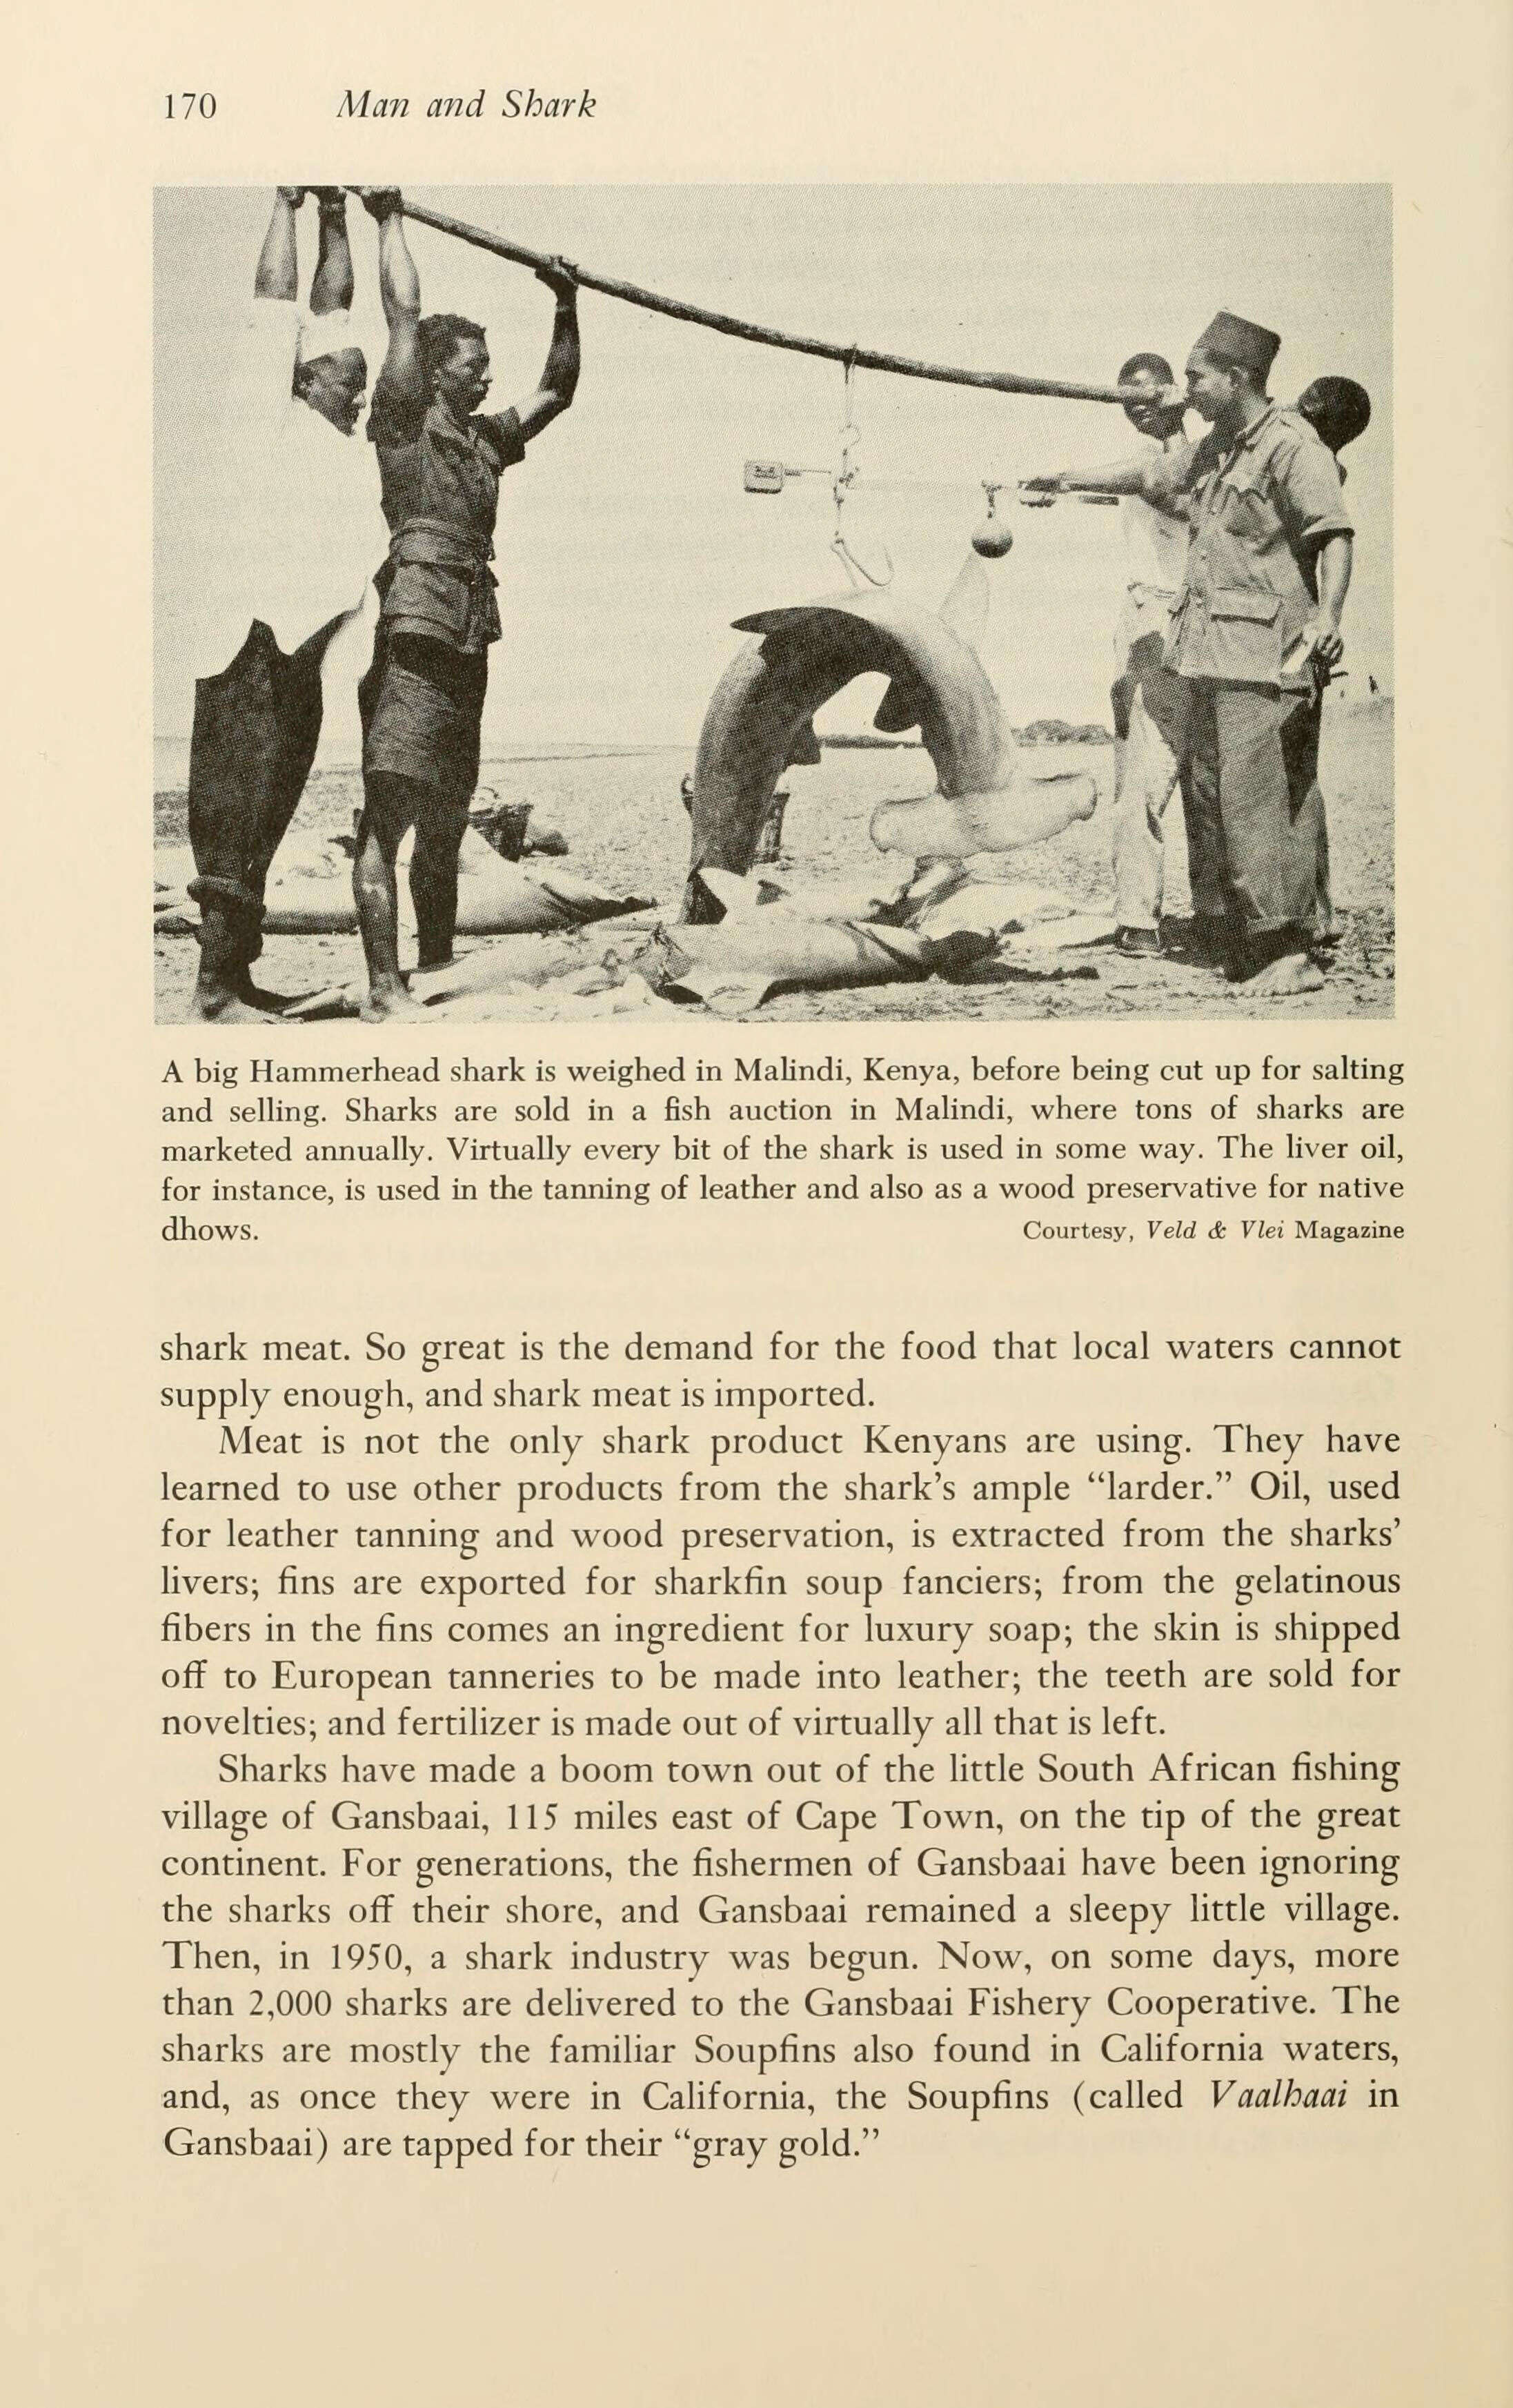 170 Man and Shark
A big Hammerhead shark is weighed in Malindi, Kenya, before being cut up for salting
and selling. Sharks are sold in a fish auction in Malindi, where tons of sharks are
marketed annually. Virtually every bit of the shark is used in some way. The liver oil,
for instance, is used in the tanning of leather and also as a wood preservative for native
dhows. Courtesy, Veld & Vlei Magazine
shark meat. So great is the demand for the food that local waters cannot
supply enough, and shark meat is imported.
Meat is not the only shark product Kenyans are using. They have
learned to use other products from the shark’s ample “larder.” Oil, used
for leather tanning and wood preservation, is extracted from the sharks’
livers; fins are exported for sharkfin soup fanciers; from the gelatinous
fibers in the fins comes an ingredient for luxury soap; the skin is shipped
off to European tanneries to be made into leather; the teeth are sold for
novelties; and fertilizer is made out of virtually all that is left.
Sharks have made a boom town out of the little South African fishing
village of Gansbaai, 115 miles east of Cape Town, on the tip of the great
continent. For generations, the fishermen of Gansbaai have been ignoring
the sharks off their shore, and Gansbaai remained a sleepy little village.
Then, in 1950, a shark industry was begun. Now, on some days, more
than 2,000 sharks are delivered to the Gansbaai Fishery Cooperative. The
sharks are mostly the familiar Soupfins also found in California waters,
and, as once they were in California, the Soupfins (called Vaalhaai in
Gansbaai) are tapped for their “gray gold.”